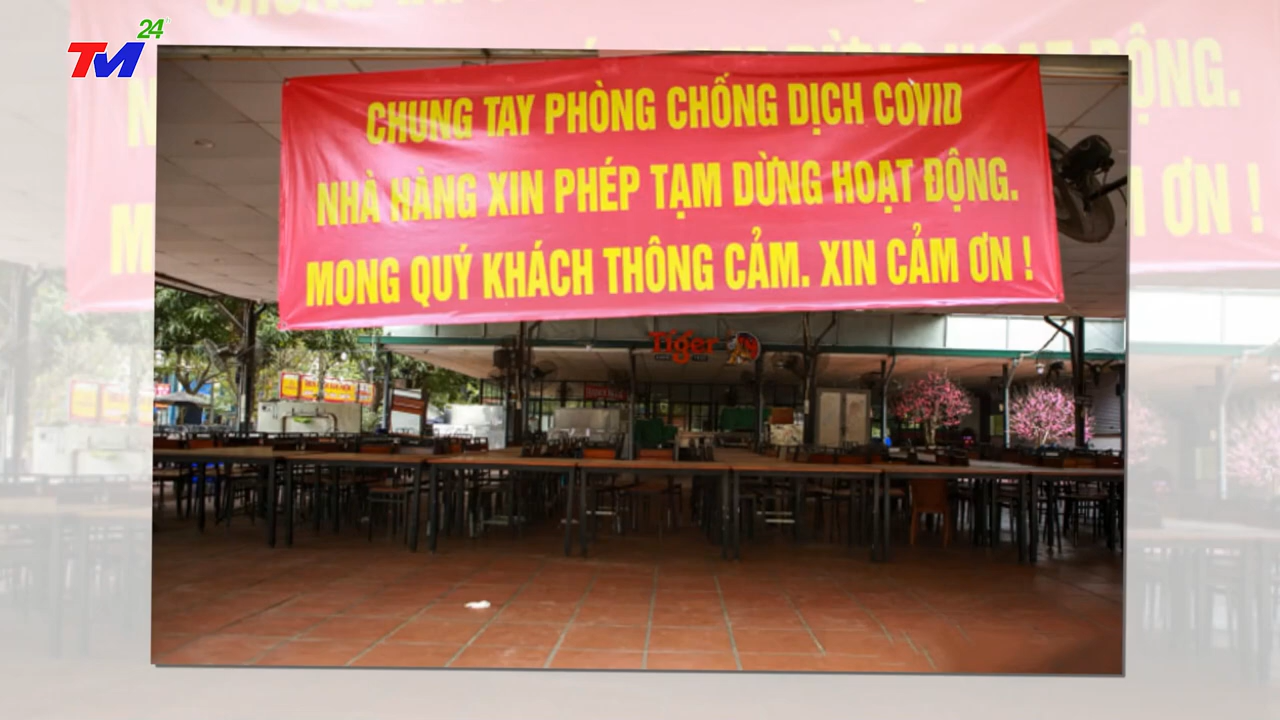 TM 24
CHUNG TAY PHÒNG CHỐNG DỊCH COVID
NHÀ HÀNG XIN PHÉP TẠM DỪNG HOẠT ĐỘNG.
MONG QUÝ KHÁCH THÔNG CẢM. XIN CẢM ƠN !
Tiger